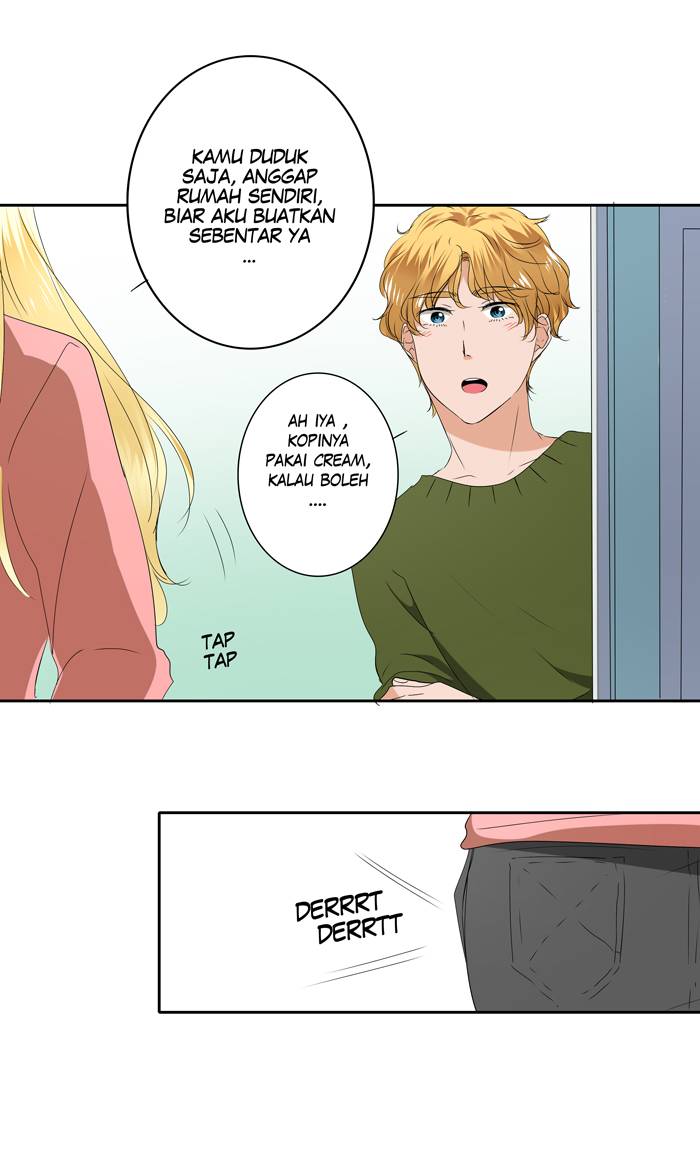 KAMU DUDUK
SAJA, ANGGAP
RUMAH SENDIRI,
BIAR AKU BUATKAN
SEBENTAR YA
...
AH IYA ,
KOPINYA
PAKAI CREAM,
KALAU BOLEH
....
TAP
TAP
DERRRT
DERRTT